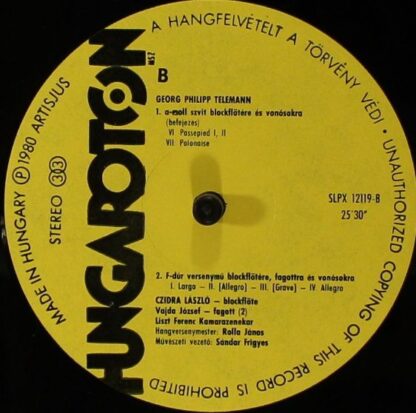 A HANGFELVÉTELT A TÖRVÉNY VÉDI • UNAUTHORIZED COPYING OF THIS RECORD IS PROHIBITED
MADE IN HUNGARY Ⓟ 1980 ARTISJUS
STEREO 33
HUNGAROTON
MSZ
B
GEORG PHILIPP TELEMANN
1. a-moll szvit blockflötére és vonósokra
(befejezés)
VI Passepied I, II
VII Polonaise
SLPX 12119-B
25'30"
2. F-dúr versenymű blockflötére, fagottra és vonósokra
I. Largo – II. [Allegro] – III. [Grave] – IV. Allegro
CZIDRA LÁSZLÓ – blockflöte
Vajda József – fagott (2)
Liszt Ferenc Kamarazenekar
Hangversenymester: Rolla János
Művészeti vezető: Sándor Frigyes